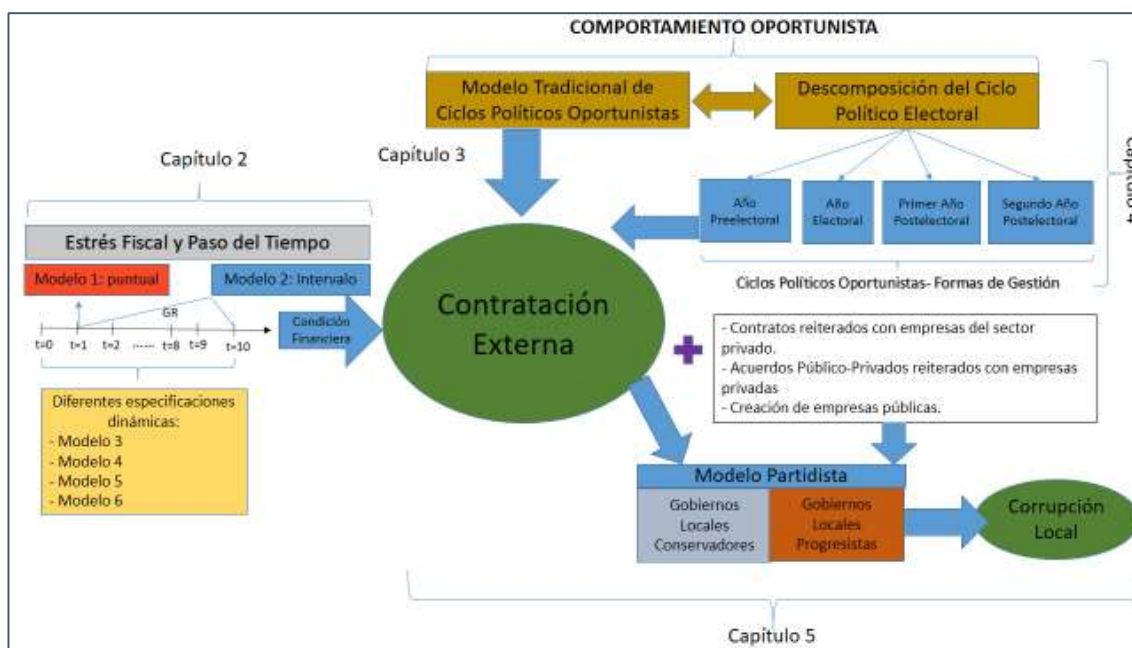 COMPORTAMIENTO OPORTUNISTA
Modelo Tradicional de
Ciclos Políticos Oportunistas
Descomposición del Ciclo
Político Electoral
Capítulo 4
Capítulo 3
Año
Preelectoral
Año
Electoral
Primer Año
Postelectoral
Segundo Año
Postelectoral
Ciclos Políticos Oportunistas- Formas de Gestión
Capítulo 2
Estrés Fiscal y Paso del Tiempo
Modelo 1: puntual
Modelo 2: Intervalo
GR
t=0 t=1 t=2 ...... t=8 t=9 t=10
Condición
Financiera
Diferentes especificaciones
dinámicas:
- Modelo 3
- Modelo 4
- Modelo 5
- Modelo 6
Contratación
Externa
- Contratos reiterados con empresas del sector
privado.
- Acuerdos Público-Privados reiterados con empresas
privadas
- Creación de empresas públicas.
Modelo Partidista
Gobiernos
Locales
Conservadores
Gobiernos
Locales
Progresistas
Corrupción
Local
Capítulo 5